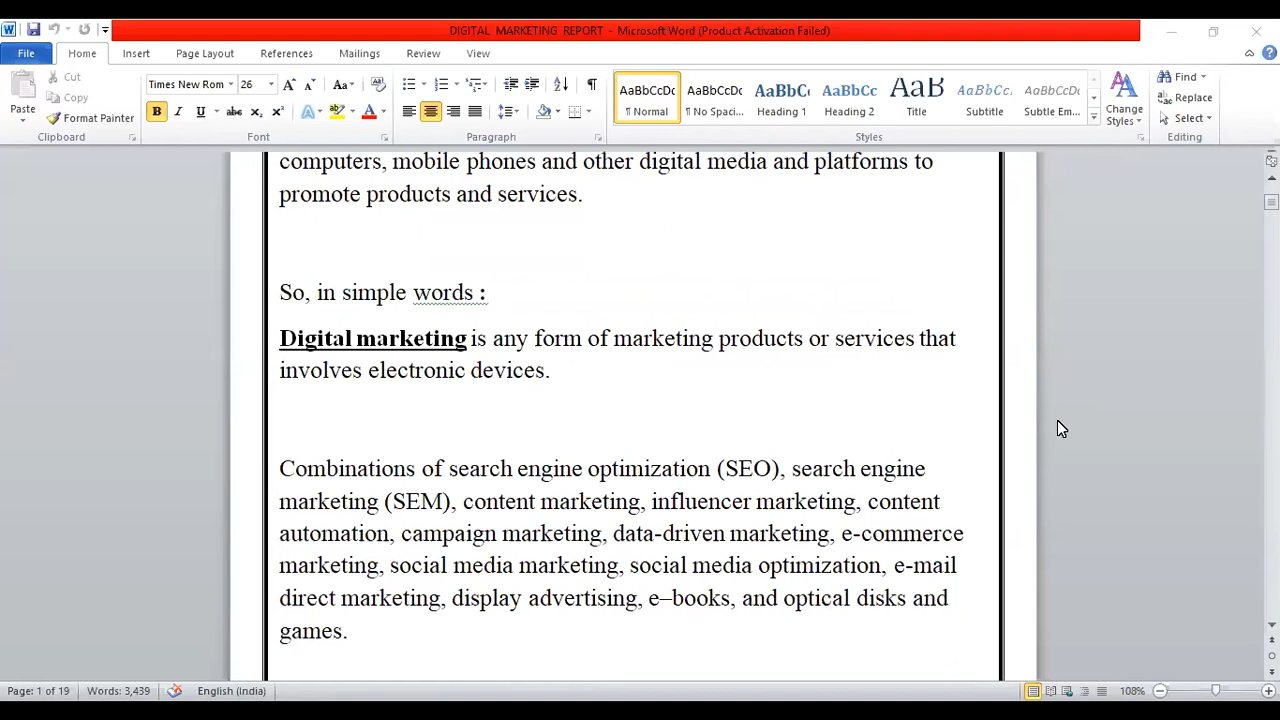 DIGITAL MARKETING REPORT - Microsoft Word (Product Activation Failed)
File Home Insert Page Layout References Mailings Review View
Paste
Cut
Copy
Format Painter
Clipboard
Times New Rom 26
Font
Paragraph
AaBbCcDc AaBbCcDc AaBbCc AaBbCc AaB AaBbCcDc AaBbCcDc
¶ Normal ¶ No Spaci... Heading 1 Heading 2 Title Subtitle Subtle Em...
Change Styles
Styles
Find
Replace
Select
Editing
computers, mobile phones and other digital media and platforms to
promote products and services.
So, in simple words :
Digital marketing is any form of marketing products or services that
involves electronic devices.
Combinations of search engine optimization (SEO), search engine
marketing (SEM), content marketing, influencer marketing, content
automation, campaign marketing, data-driven marketing, e-commerce
marketing, social media marketing, social media optimization, e-mail
direct marketing, display advertising, e–books, and optical disks and
games.
Page: 1 of 19 Words: 3,439 English (India) 108%